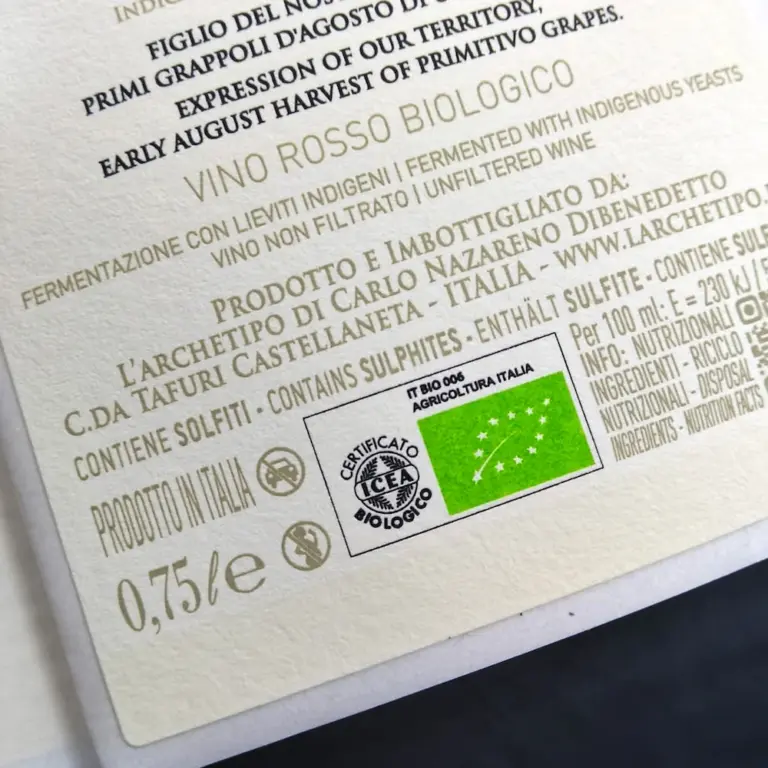 INDIG
FIGLIO DEL NOS
PRIMI GRAPPOLI D'AGOSTO DI
EXPRESSION OF OUR TERRITORY,
EARLY AUGUST HARVEST OF PRIMITIVO GRAPES.
VINO ROSSO BIOLOGICO
FERMENTAZIONE CON LIEVITI INDIGENI | FERMENTED WITH INDIGENOUS YEASTS
VINO NON FILTRATO | UNFILTERED WINE
PRODOTTO E IMBOTTIGLIATO DA:
L'ARCHETIPO DI CARLO NAZARENO DIBENEDETTO
C.DA TAFURI CASTELLANETA - ITALIA - WWW.LARCHETIPO.
CONTIENE SOLFITI - CONTAINS SULPHITES - ENTHÄLT SULFITE - CONTIENE SULF
PRODOTTO IN ITALIA
0,75 l e
IT BIO 006
AGRICOLTURA ITALIA
CERTIFICATO
ICEA
BIOLOGICO
Per 100 ml: E = 230 kJ /
INFO: NUTRIZIONALI
INGREDIENTI - RICICLO
NUTRIZIONAL - DISPOSAL
INGREDIENTS - NUTRITION FACTS